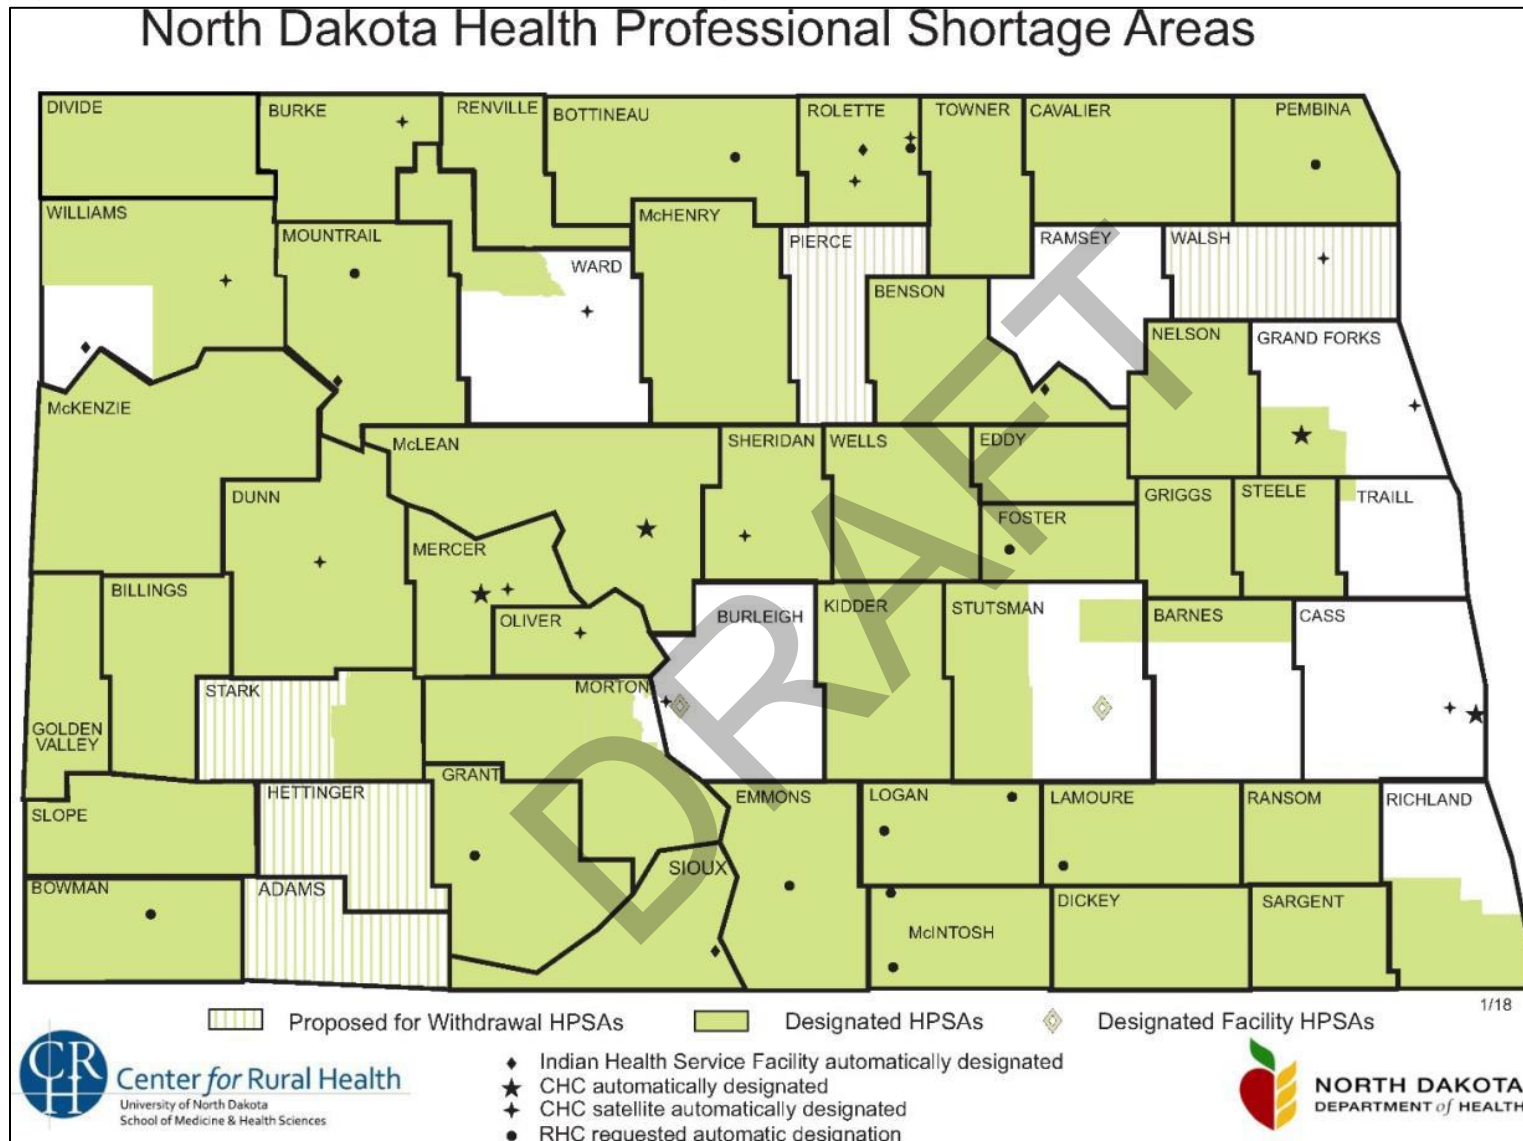 North Dakota Health Professional Shortage Areas
DIVIDE
BURKE
RENVILLE
BOTTINEAU
ROLETTE
TOWNER
CAVALIER
PEMBINA
WILLIAMS
MOUNTRAIL
WARD
McHENRY
PIERCE
RAMSEY
WALSH
BENSON
NELSON
GRAND FORKS
McKENZIE
McLEAN
SHERIDAN
WELLS
EDDY
DUNN
MERCER
FOSTER
GRIGGS
STEELE
TRAILL
BILLINGS
OLIVER
BURLEIGH
KIDDER
STUTSMAN
BARNES
CASS
GOLDEN
VALLEY
STARK
MORTON
SLOPE
HETTINGER
GRANT
EMMONS
LOGAN
LAMOURE
RANSOM
RICHLAND
BOWMAN
ADAMS
SIOUX
McINTOSH
DICKEY
SARGENT
DRAFT
1/18
Proposed for Withdrawal HPSAs
Designated HPSAs
Designated Facility HPSAs
Indian Health Service Facility automatically designated
CHC automatically designated
CHC satellite automatically designated
RHC requested automatic designation
CRH
Center for Rural Health
University of North Dakota
School of Medicine & Health Sciences
NORTH DAKOTA
DEPARTMENT of HEALTH